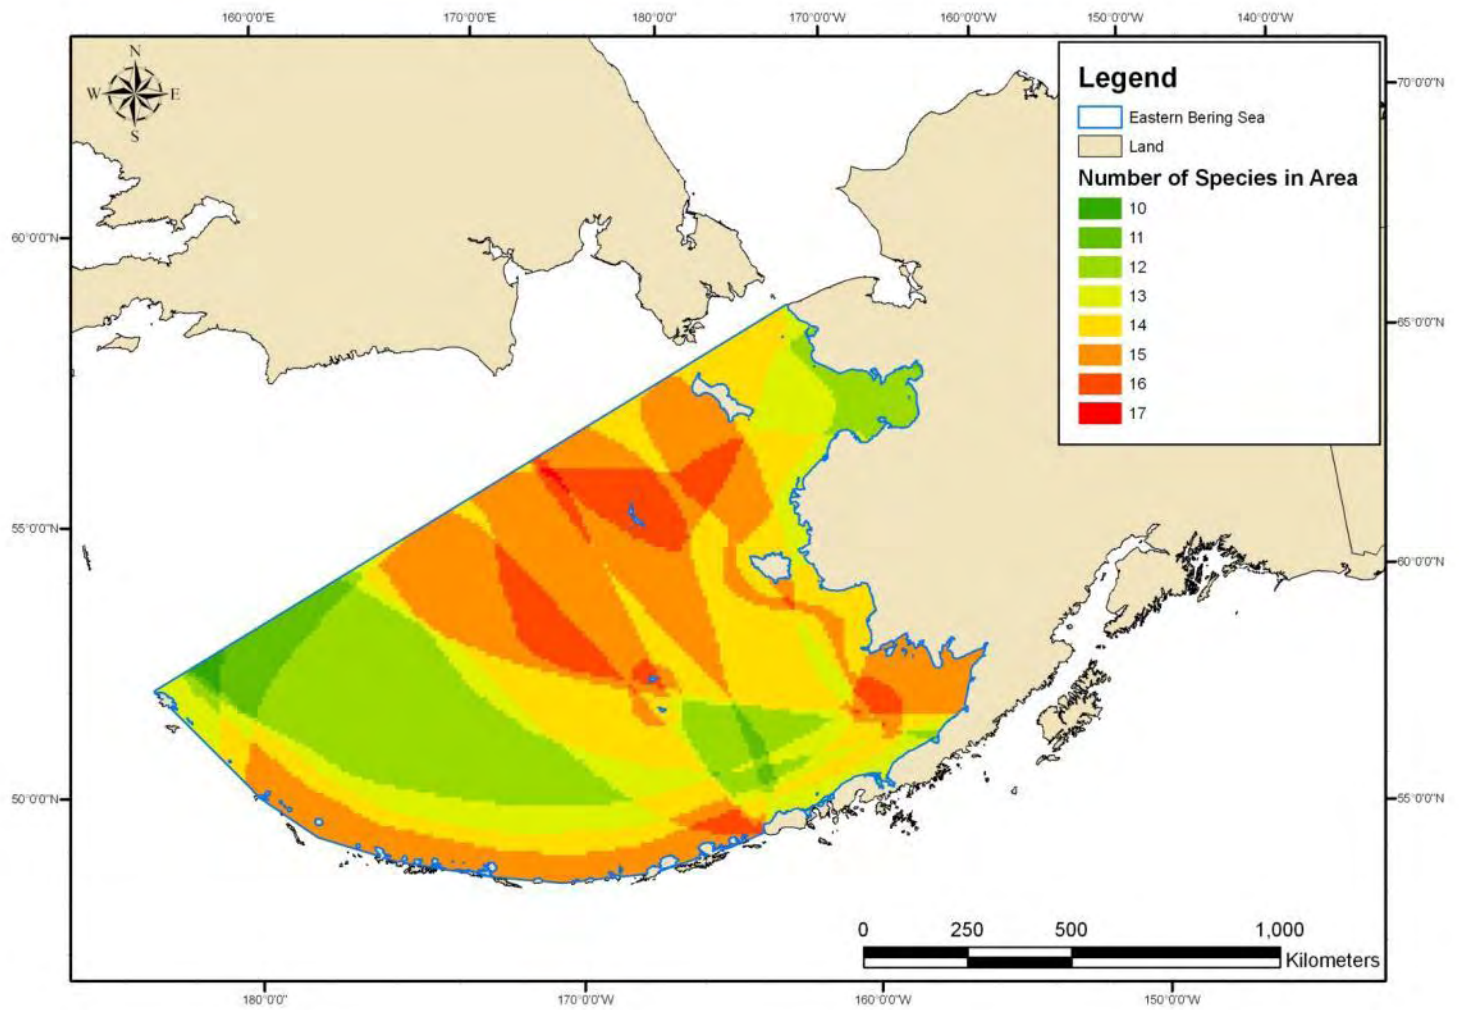 160°0'0"E 170°0'0"E 180°0'0" 170°0'0"W 160°0'0"W 150°0'0"W 140°0'0"W
N
W E
S
Legend
Eastern Bering Sea
Land
Number of Species in Area
10
11
12
13
14
15
16
17
70°0'0"N
60°0'0"N
65°0'0"N
55°0'0"N
60°0'0"N
50°0'0"N
55°0'0"N
0 250 500 1,000
Kilometers
180°0'0" 170°0'0"W 160°0'0"W 150°0'0"W